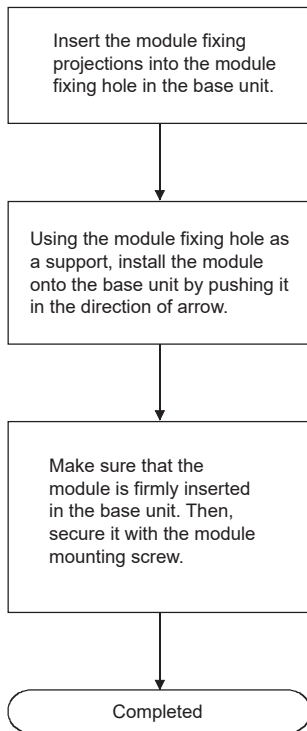 Insert the module fixing
projections into the module
fixing hole in the base unit.
Using the module fixing hole as
a support, install the module
onto the base unit by pushing it
in the direction of arrow.
Make sure that the
module is firmly inserted
in the base unit. Then,
secure it with the module
mounting screw.
Completed